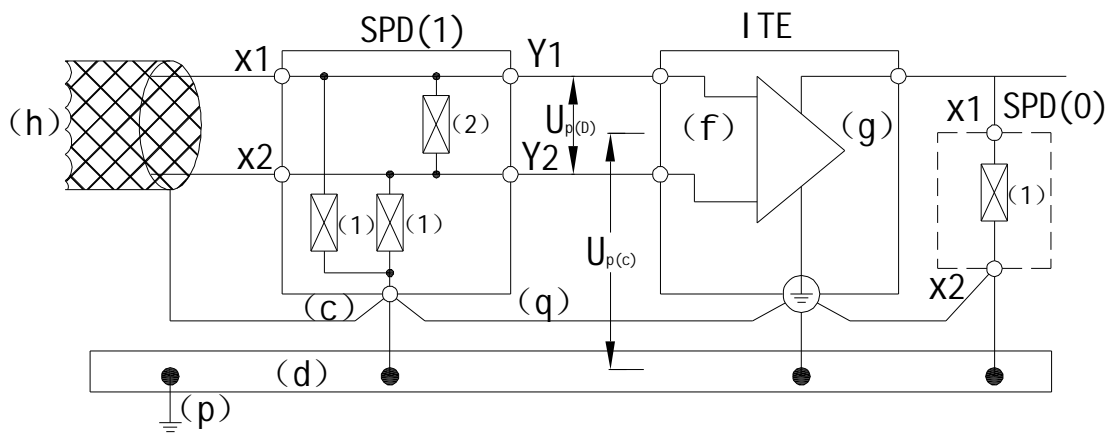 SPD(1)
ITE
x1
Y1
(h)
(2)
Up(D)
(f)
(g)
x1
SPD(0)
x2
Y2
(1)
(1)
(1)
Up(c)
x2
(c)
(q)
(d)
(p)